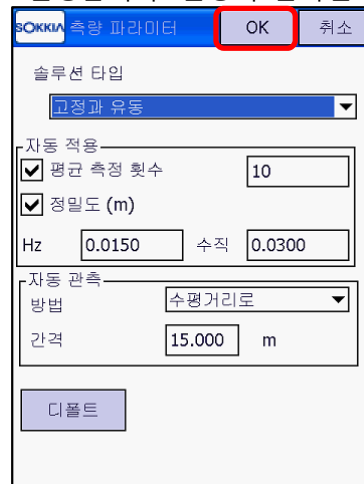 SOKKIA 측량 파라미터 OK 취소
솔루션 타입
고정과 유동
자동 적용
평균 측정 횟수 10
정밀도 (m)
Hz 0.0150 수직 0.0300
자동 관측
방법 수평거리로
간격 15.000 m
디폴트